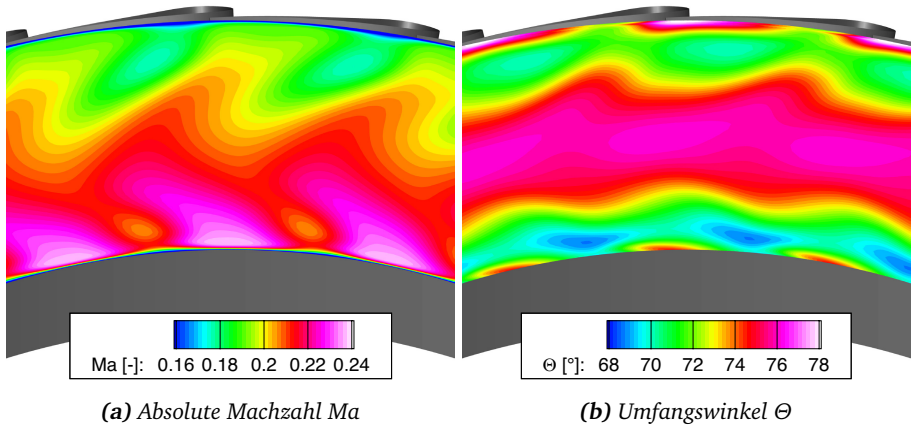 Ma [-]: 0.16 0.18 0.2 0.22 0.24
Θ [°]: 68 70 72 74 76 78
(a) Absolute Machzahl Ma
(b) Umfangswinkel Θ